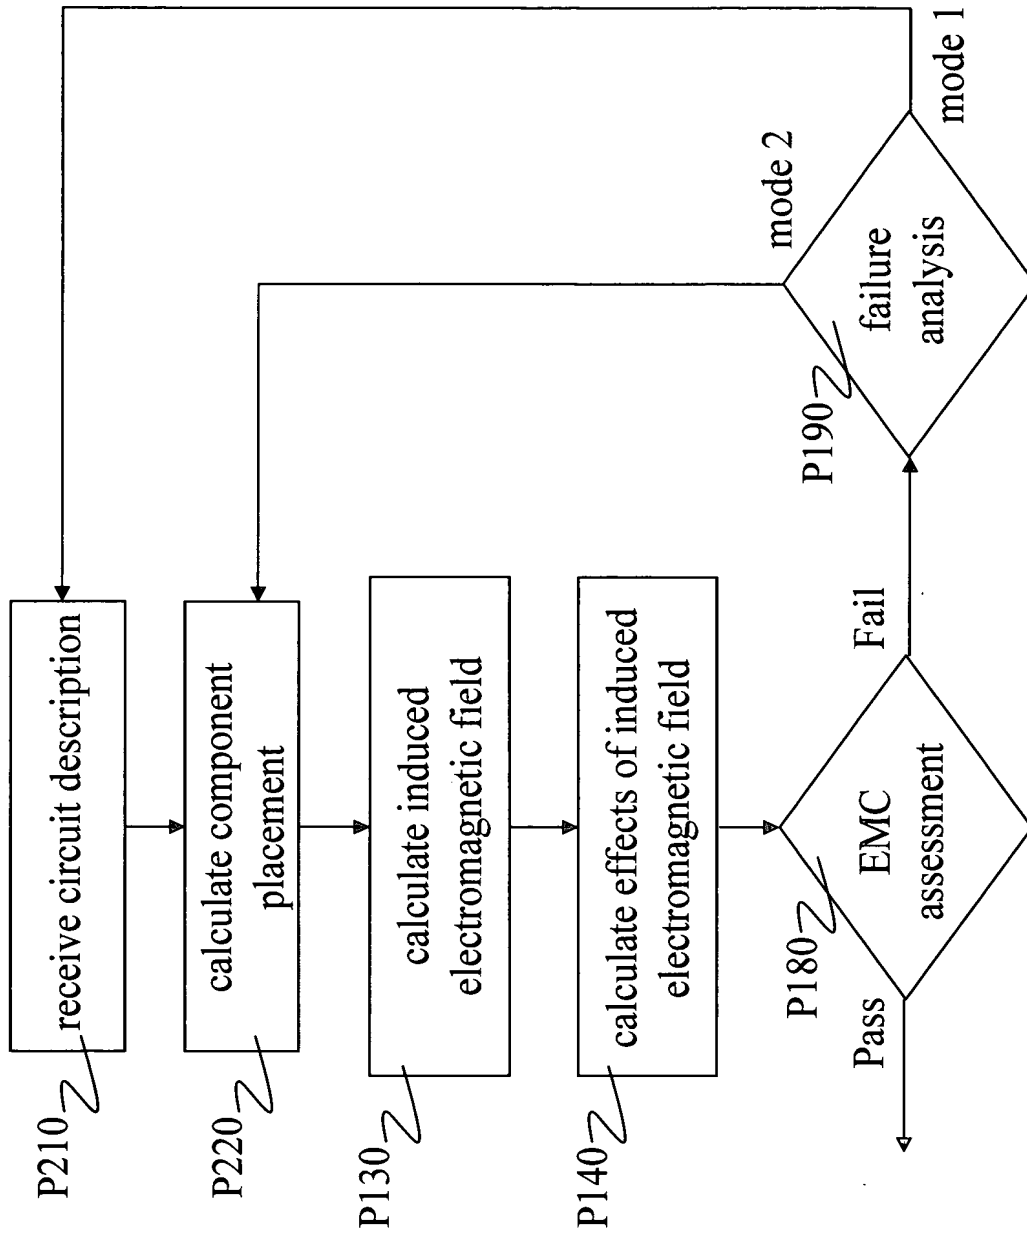 P210
receive circuit description
P220
calculate component
placement
P130
calculate induced
electromagnetic field
P140
calculate effects of induced
electromagnetic field
P180
EMC
assessment
Pass
Fail
P190
failure
analysis
mode 2
mode 1